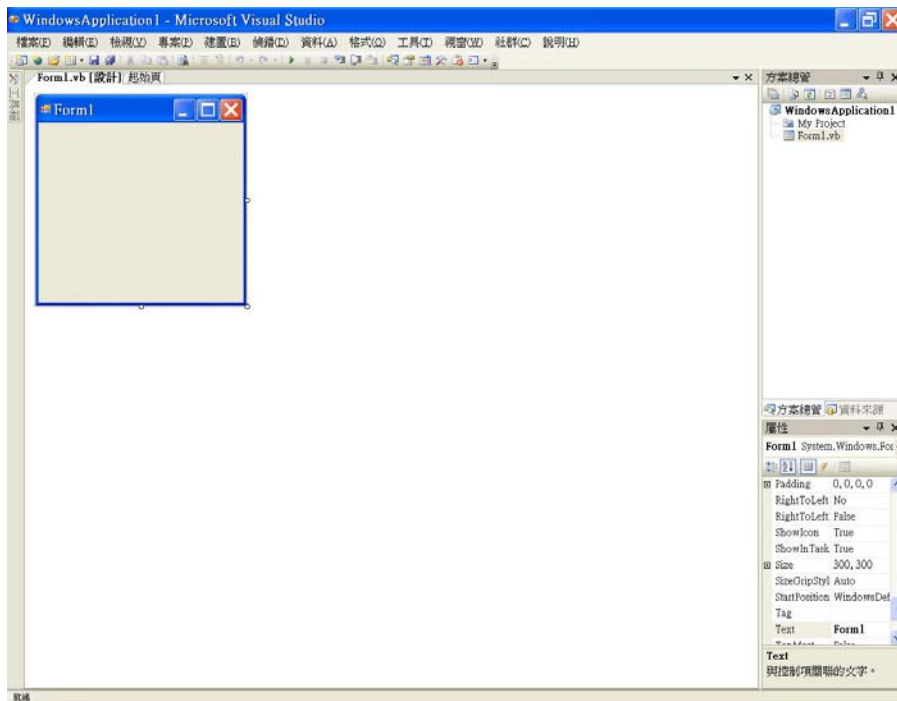 WindowsApplication1 - Microsoft Visual Studio
檔案(F) 編輯(E) 檢視(V) 專案(P) 建置(B) 偵錯(D) 資料(A) 格式(O) 工具(T) 視窗(W) 社群(C) 說明(H)
Form1.vb [設計] 起始頁
工具箱
Form1
方案總管
WindowsApplication1
My Project
Form1.vb
方案總管 資料來源
屬性
Form1 System.Windows.For
Padding 0, 0, 0, 0
RightToLeft No
RightToLeft False
ShowIcon True
ShowInTask True
Size 300, 300
SizeGripStyl Auto
StartPosition WindowsDef
Tag
Text Form1
Text
與控制項關聯的文字。
就緒